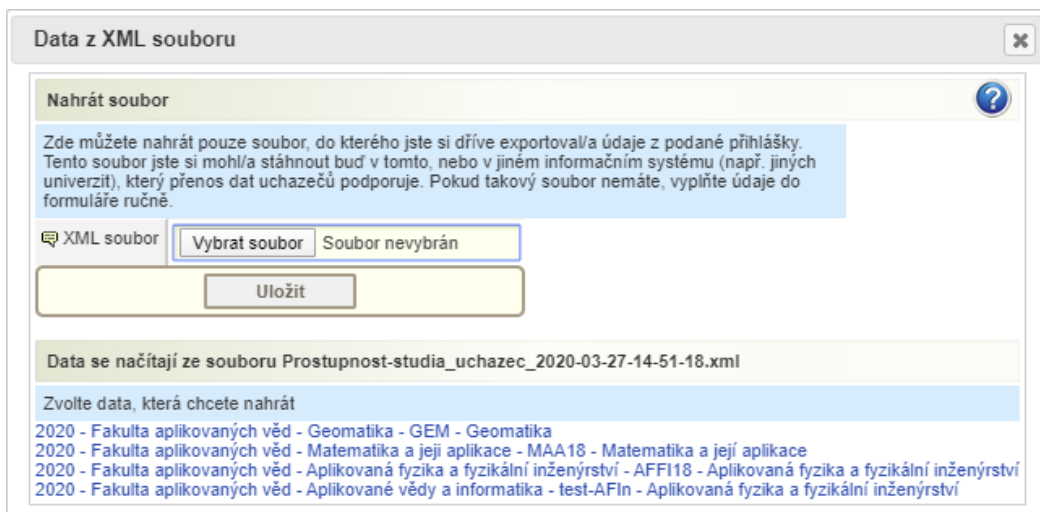 Data z XML souboru
Nahrát soubor
Zde můžete nahrát pouze soubor, do kterého jste si dříve exportoval/a údaje z podané přihlášky.
Tento soubor jste si mohl/a stáhnout buď v tomto, nebo v jiném informačním systému (např. jiných
univerzit), který přenos dat uchazečů podporuje. Pokud takový soubor nemáte, vyplňte údaje do
formuláře ručně.
XML soubor Vybrat soubor Soubor nevybrán
Uložit
Data se načítají ze souboru Prostupnost-studia_uchazec_2020-03-27-14-51-18.xml
Zvolte data, která chcete nahrát
2020 - Fakulta aplikovaných věd - Geomatika - GEM - Geomatika
2020 - Fakulta aplikovaných věd - Matematika a jeji aplikace - MAA18 - Matematika a její aplikace
2020 - Fakulta aplikovaných věd - Aplikovaná fyzika a fyzikální inženýrství - AFFI18 - Aplikovaná fyzika a fyzikální inženýrství
2020 - Fakulta aplikovaných věd - Aplikované vědy a informatika - test-AFIn - Aplikovaná fyzika a fyzikální inženýrství